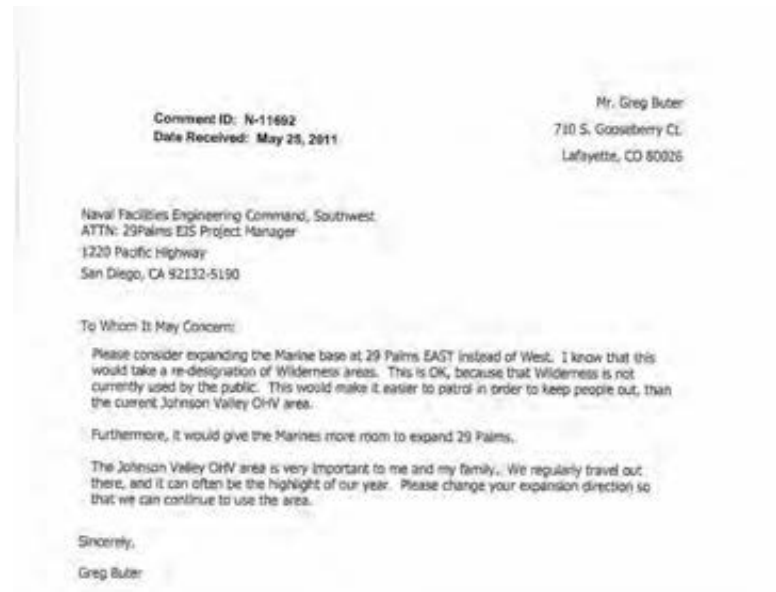 Comment ID: N-11692
Date Received: May 25, 2011
Mr. Greg Buter
710 S. Gooseberry Ct.
Lafayette, CO 80026
Naval Facilities Engineering Command, Southwest
ATTN: 29Palms EIS Project Manager
1220 Pacific Highway
San Diego, CA 92132-5190
To Whom It May Concern:
Please consider expanding the Marine base at 29 Palms EAST instead of West. I know that this
would take a re-designation of Wilderness areas. This is OK, because that Wilderness is not
currently used by the public. This would make it easier to patrol in order to keep people out, than
the current Johnson Valley OHV area.
Furthermore, it would give the Marines more room to expand 29 Palms.
The Johnson Valley OHV area is very important to me and my family. We regularly travel out
there, and it can often be the highlight of our year. Please change your expansion direction so
that we can continue to use the area.
Sincerely,
Greg Buter